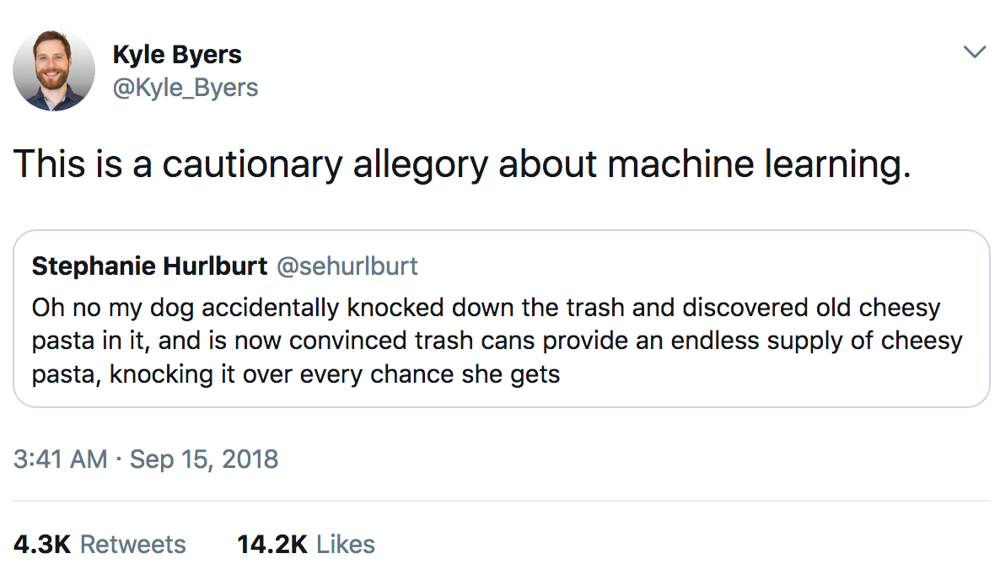 Kyle Byers
@Kyle_Byers
This is a cautionary allegory about machine learning.
Stephanie Hurlburt @sehurlburt
Oh no my dog accidentally knocked down the trash and discovered old cheesy
pasta in it, and is now convinced trash cans provide an endless supply of cheesy
pasta, knocking it over every chance she gets
3:41 AM · Sep 15, 2018
4.3K Retweets 14.2K Likes